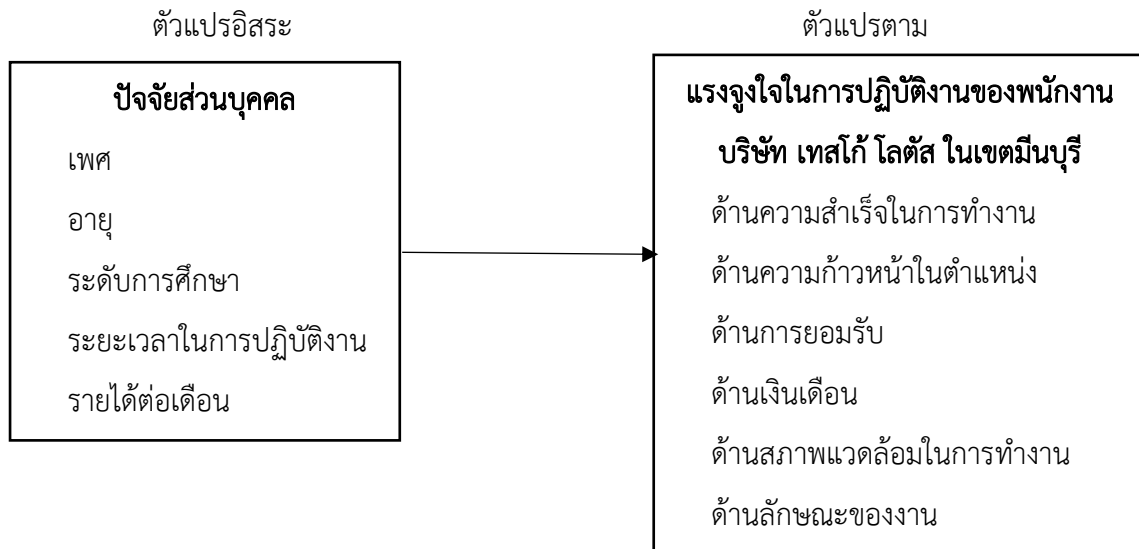 ตัวแปรอิสระ
ปัจจัยส่วนบุคคล
เพศ
อายุ
ระดับการศึกษา
ระยะเวลาในการปฏิบัติงาน
รายได้ต่อเดือน
ตัวแปรตาม
แรงจูงใจในการปฏิบัติงานของพนักงาน
บริษัท เทสโก้ โลตัส ในเขตมีนบุรี
ด้านความสำเร็จในการทำงาน
ด้านความก้าวหน้าในตำแหน่ง
ด้านการยอมรับ
ด้านเงินเดือน
ด้านสภาพแวดล้อมในการทำงาน
ด้านลักษณะของงาน